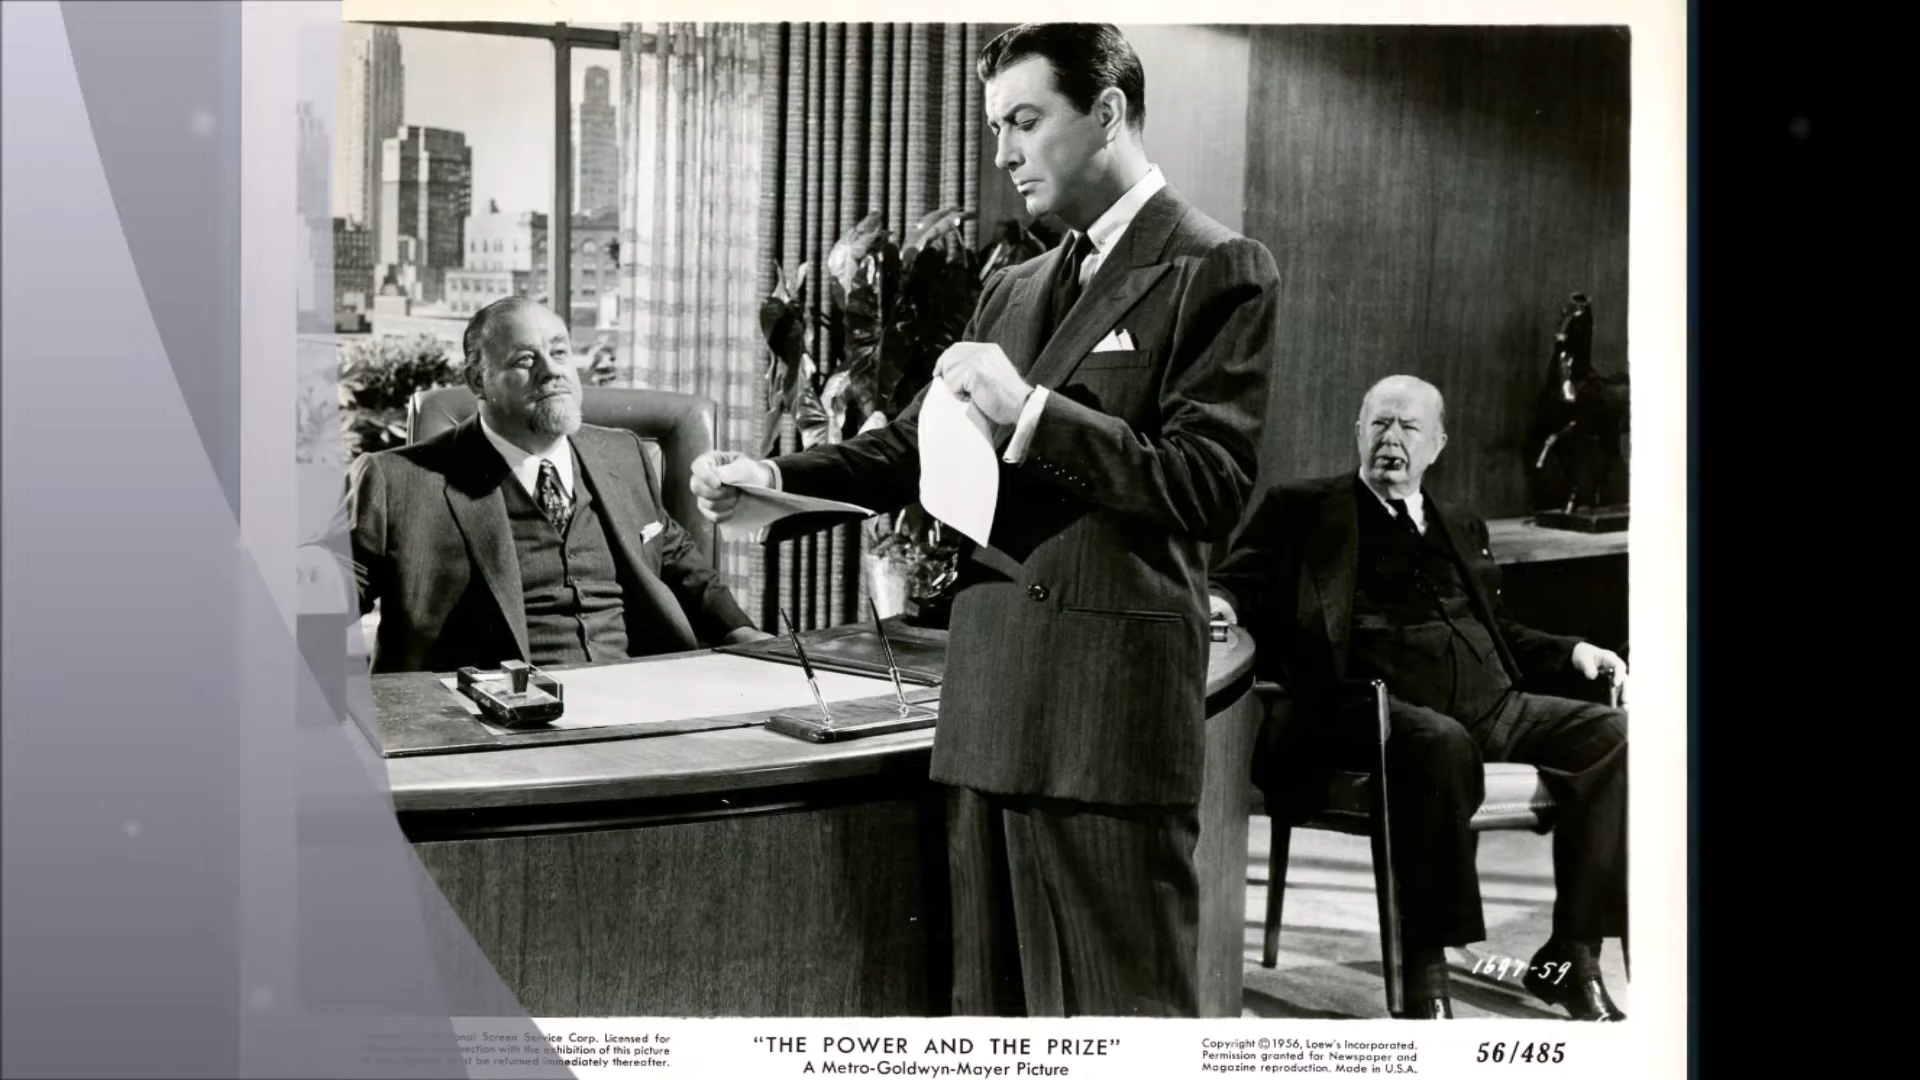 1697-59
onal Screen Service Corp. Licensed for
nection with the exhibition of this picture
st be returned immediately thereafter.
"THE POWER AND THE PRIZE"
A Metro-Goldwyn-Mayer Picture
Copyright ©1956, Loew's Incorporated.
Permission granted for Newspaper and
Magazine reproduction. Made in U.S.A.
56/485